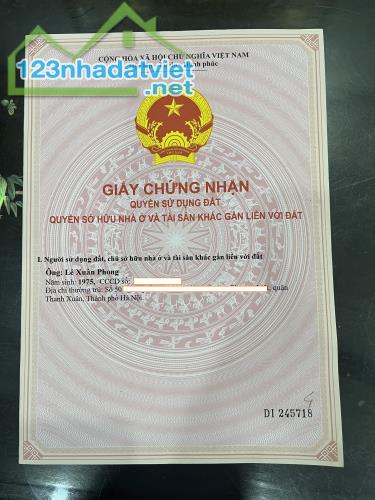 CỘNG HÒA XÃ HỘI CHỦ NGHĨA VIỆT NAM
123nhadatviet
.net
phúc
GIẤY CHỨNG NHẬN
QUYỀN SỬ DỤNG ĐẤT
QUYỀN SỞ HỮU NHÀ Ở VÀ TÀI SẢN KHÁC GẮN LIỀN VỚI ĐẤT
I. Người sử dụng đất, chủ sở hữu nhà ở và tài sản khác gắn liền với đất
Ông: Lê Xuân Phong
Năm sinh: 1975, CCCD số:
Địa chỉ thường trú: Số 50 quận
Thanh Xuân, Thành phố Hà Nội.
DI 245718